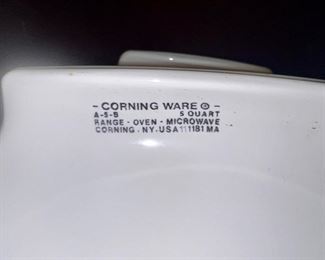 - CORNING WARE ® -
A-5-B 5 QUART
RANGE - OVEN - MICROWAVE
CORNING, NY. USA 111181 MA